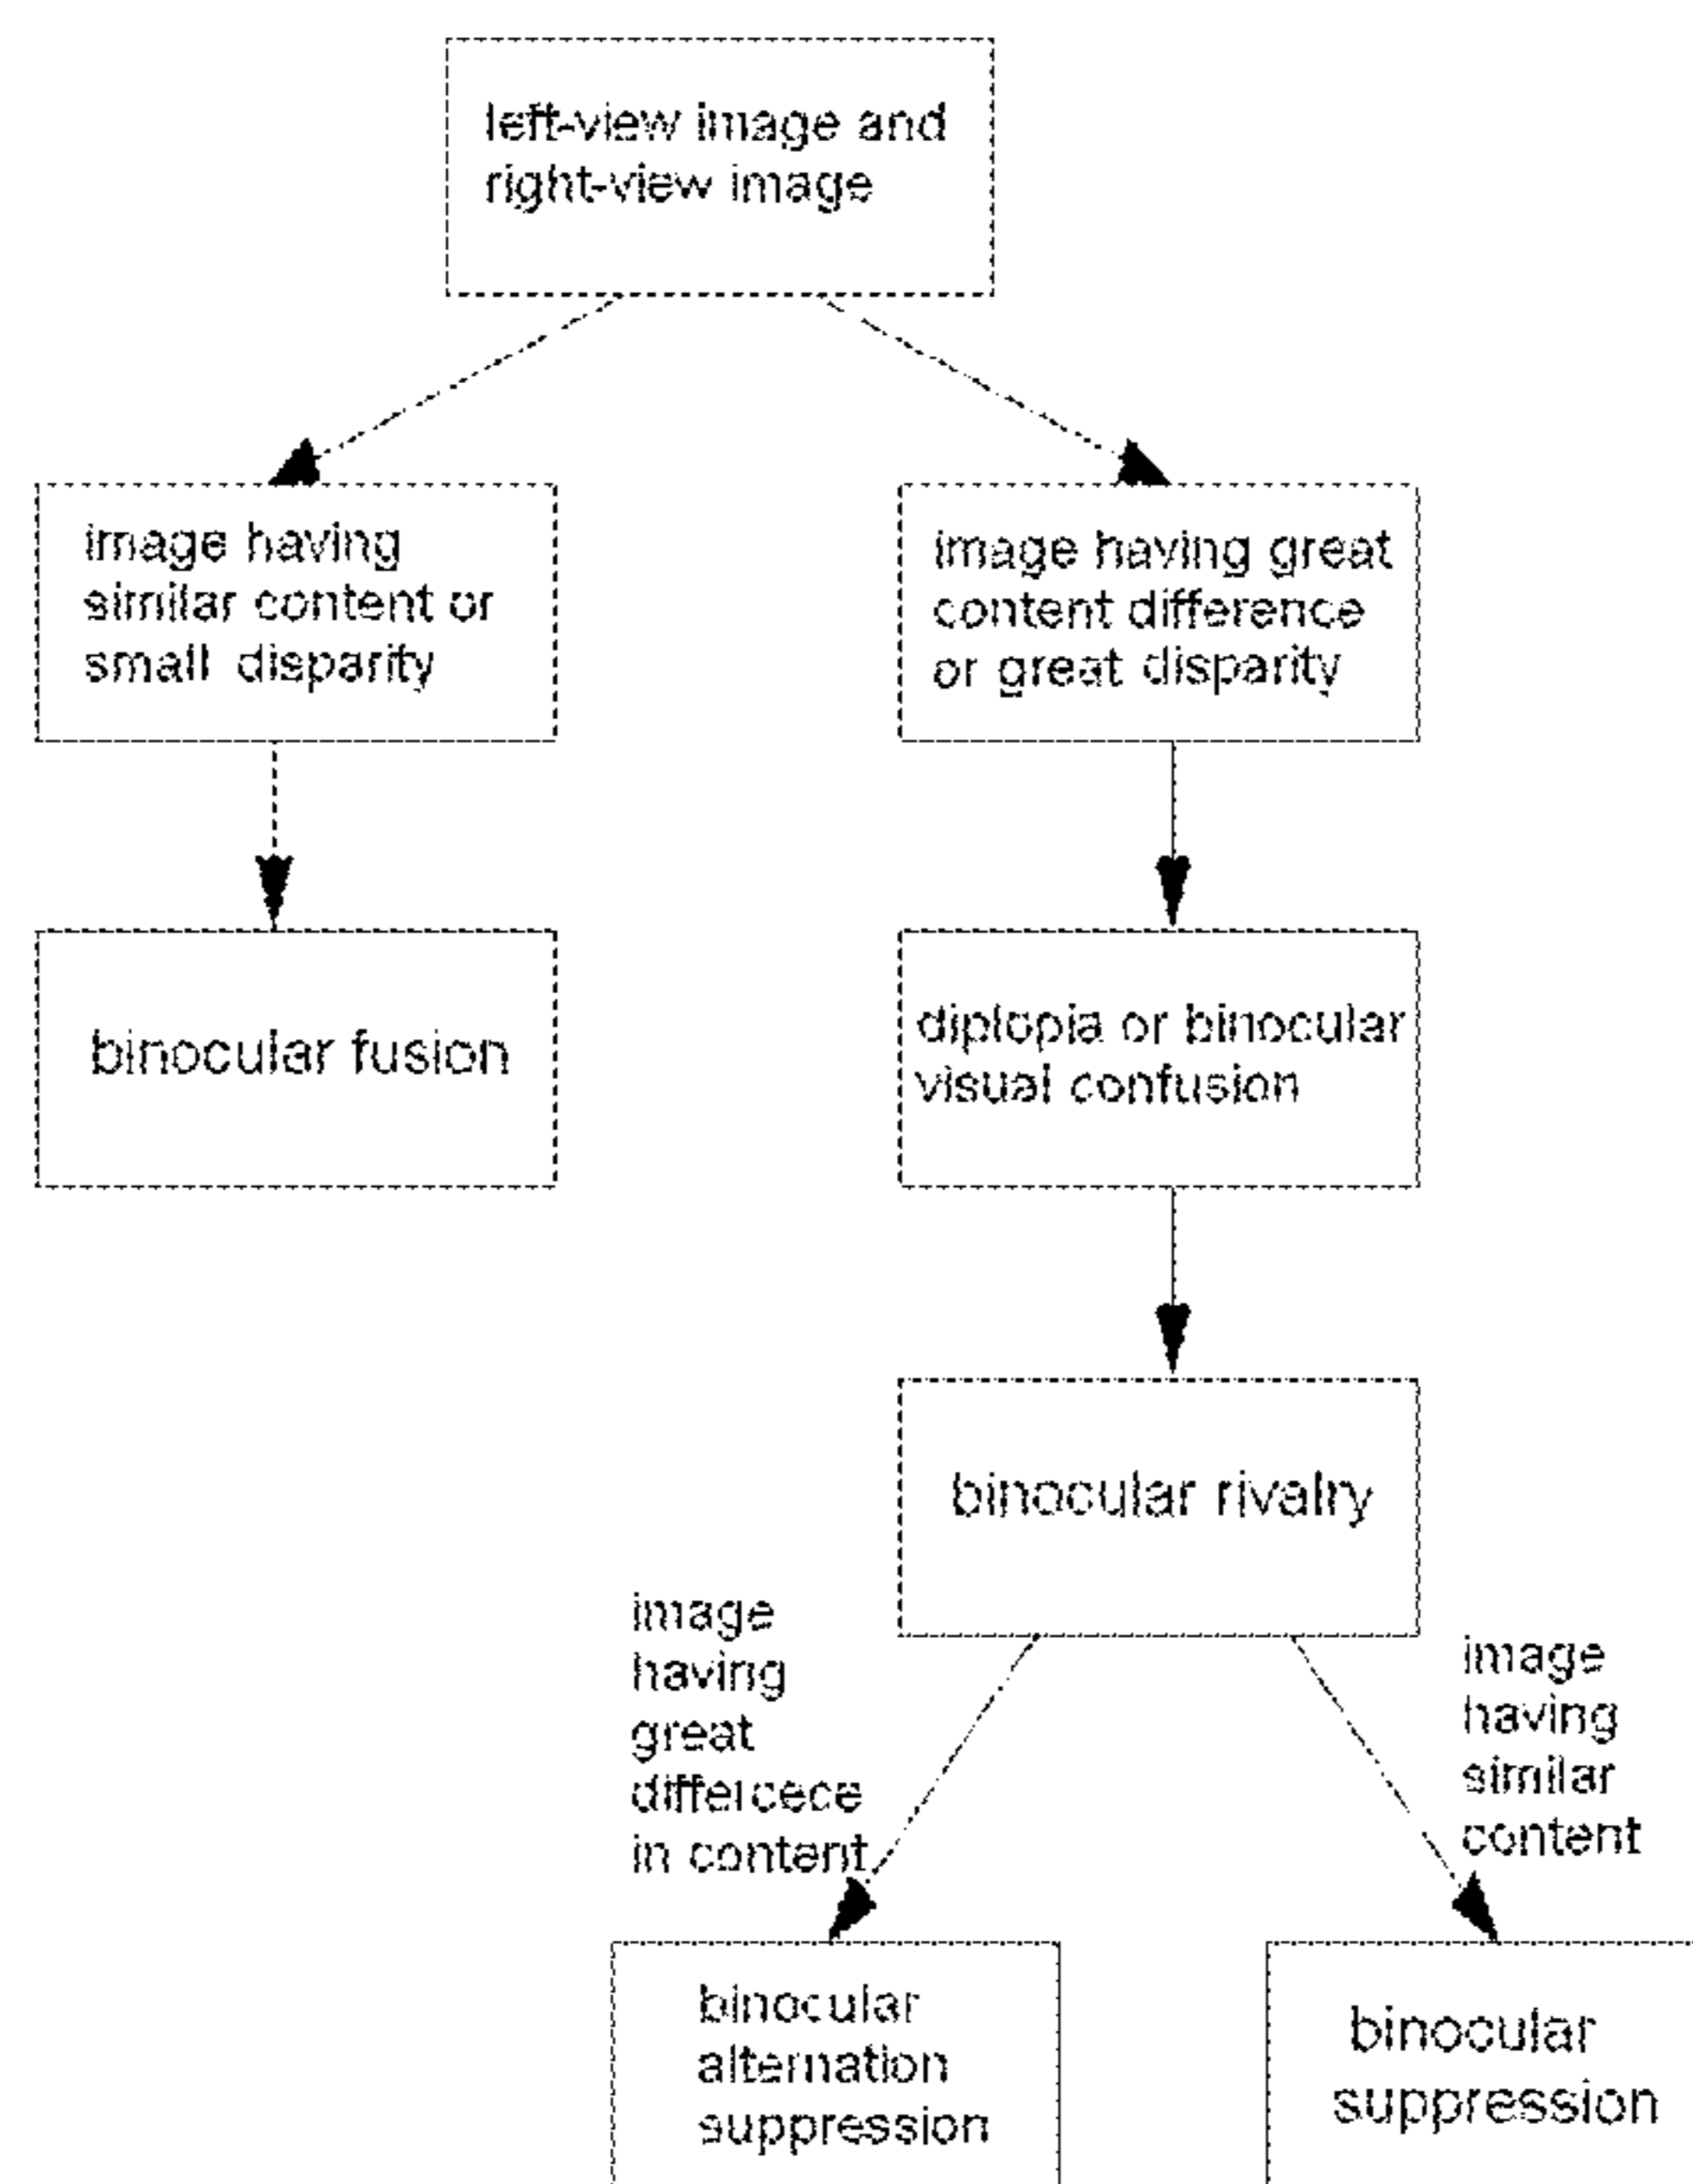 left-view image and
right-view image
image having
similar content or
small disparity
image having great
content difference
or great disparity
binocular fusion
diplopia or binocular
visual confusion
binocular rivalry
image
having
great
differcece
in content
image
having
similar
content
binocular
alternation
suppression
binocular
suppression